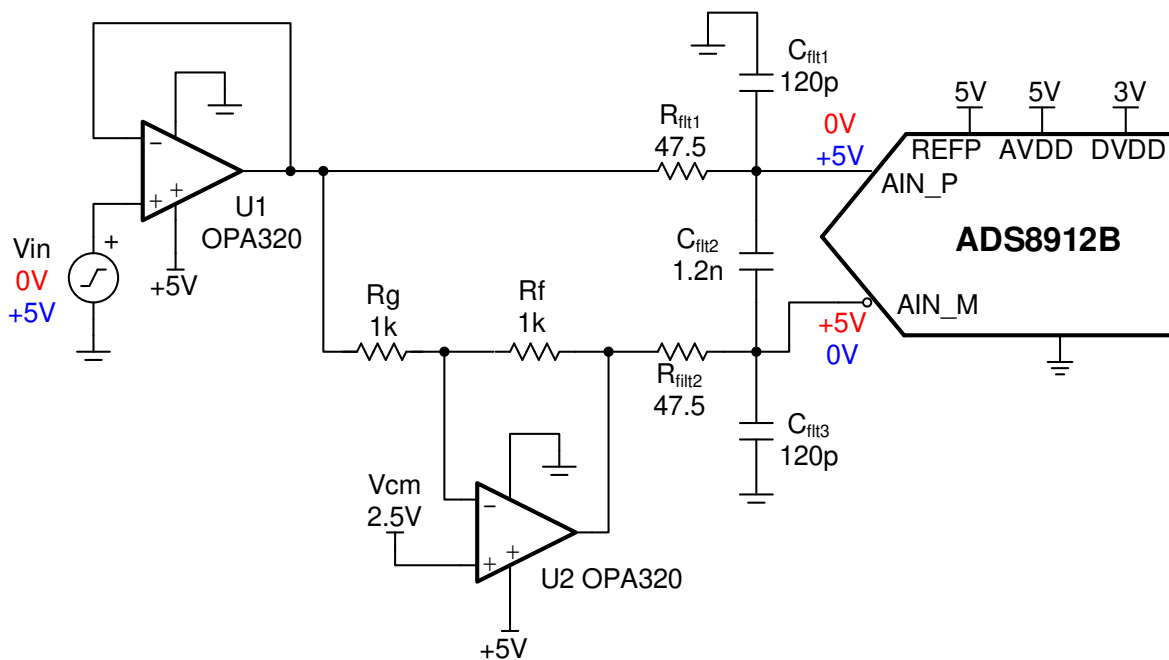 Cflt1
120p
5V
5V
3V
Rflt1
47.5
0V
+5V
REFP
AVDD
DVDD
AIN_P
−
+
+
U1
OPA320
+5V
Vin
0V
+5V
+
Cflt2
1.2n
ADS8912B
Rg
1k
Rf
1k
AIN_M
+5V
0V
Rfilt2
47.5
Cflt3
120p
Vcm
2.5V
−
+
+
U2 OPA320
+5V